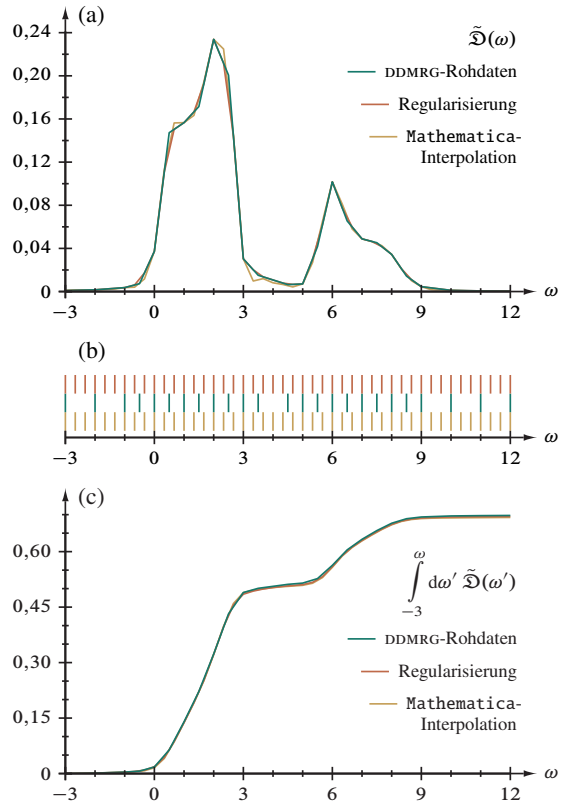 (a)
0,24
0,20
0,16
0,12
0,08
0,04
0
𝔇̃(ω)
DDMRG-Rohdaten
Regularisierung
Mathematica-
Interpolation
−3 0 3 6 9 12 ω
(b)
−3 0 3 6 9 12 ω
(c)
0,60
0,45
0,30
0,15
0
∫₋₃^ω dω′ 𝔇̃(ω′)
DDMRG-Rohdaten
Regularisierung
Mathematica-
Interpolation
−3 0 3 6 9 12 ω